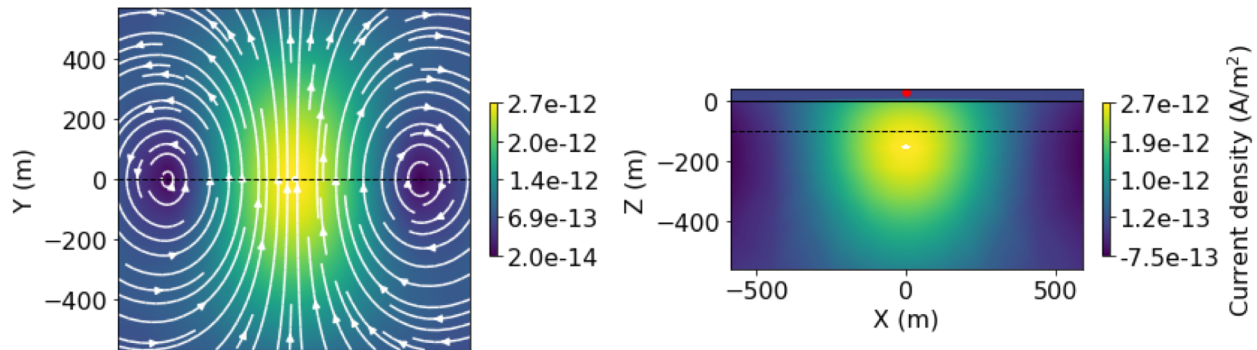 400
200
0
−200
−400
Y (m)
2.7e-12
2.0e-12
1.4e-12
6.9e-13
2.0e-14
0
−200
−400
Z (m)
−500
0
500
X (m)
2.7e-12
1.9e-12
1.0e-12
1.2e-13
-7.5e-13
Current density (A/m²)